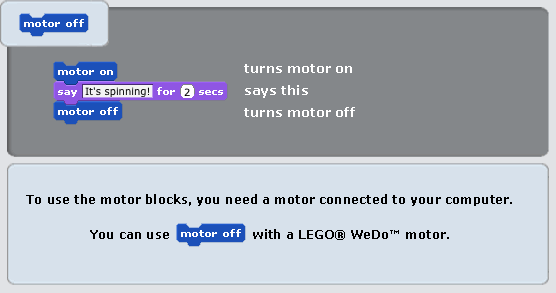 motor off
motor on turns motor on
say It's spinning! for 2 secs says this
motor off turns motor off
To use the motor blocks, you need a motor connected to your computer.
You can use motor off with a LEGO® WeDo™ motor.